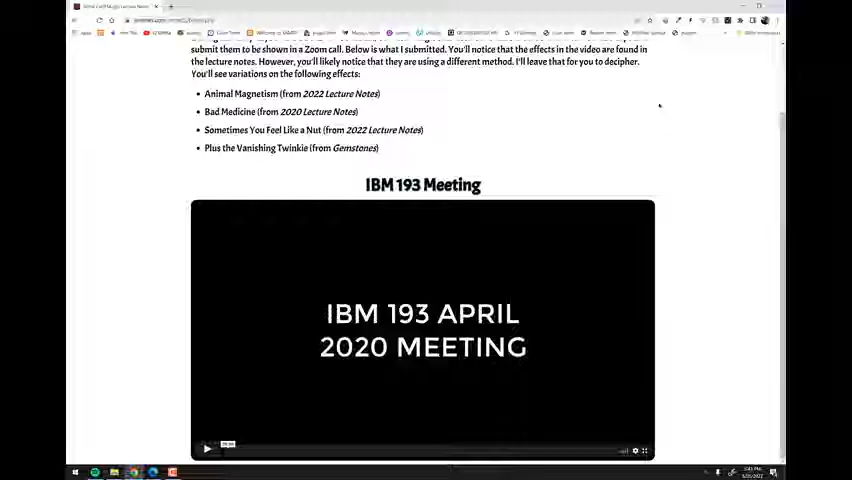 submit them to be shown in a Zoom call. Below is what I submitted. You'll notice that the effects in the video are found in
the lecture notes. However, you'll likely notice that they are using a different method. I'll leave that for you to decipher.
You'll see variations on the following effects:
• Animal Magnetism (from 2022 Lecture Notes)
• Bad Medicine (from 2020 Lecture Notes)
• Sometimes You Feel Like a Nut (from 2022 Lecture Notes)
• Plus the Vanishing Twinkie (from Gemstones)
IBM 193 Meeting
IBM 193 APRIL
2020 MEETING